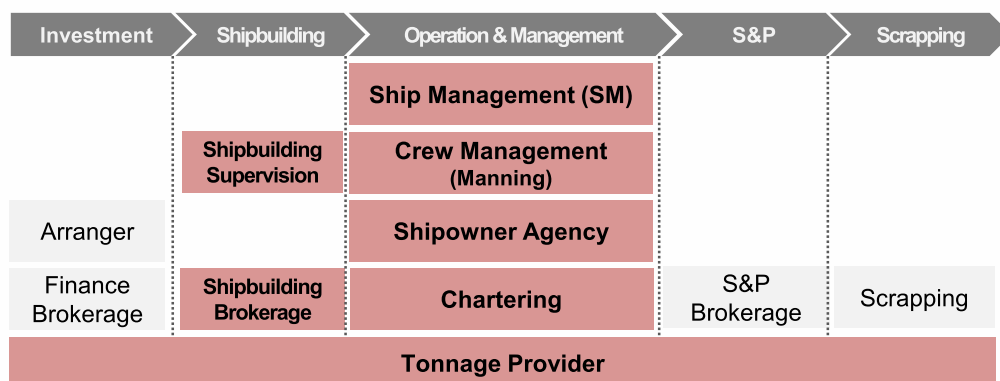 Investment
Shipbuilding
Operation & Management
S&P
Scrapping
Ship Management (SM)
Shipbuilding
Supervision
Crew Management
(Manning)
Arranger
Shipowner Agency
Finance
Brokerage
Shipbuilding
Brokerage
Chartering
S&P
Brokerage
Scrapping
Tonnage Provider